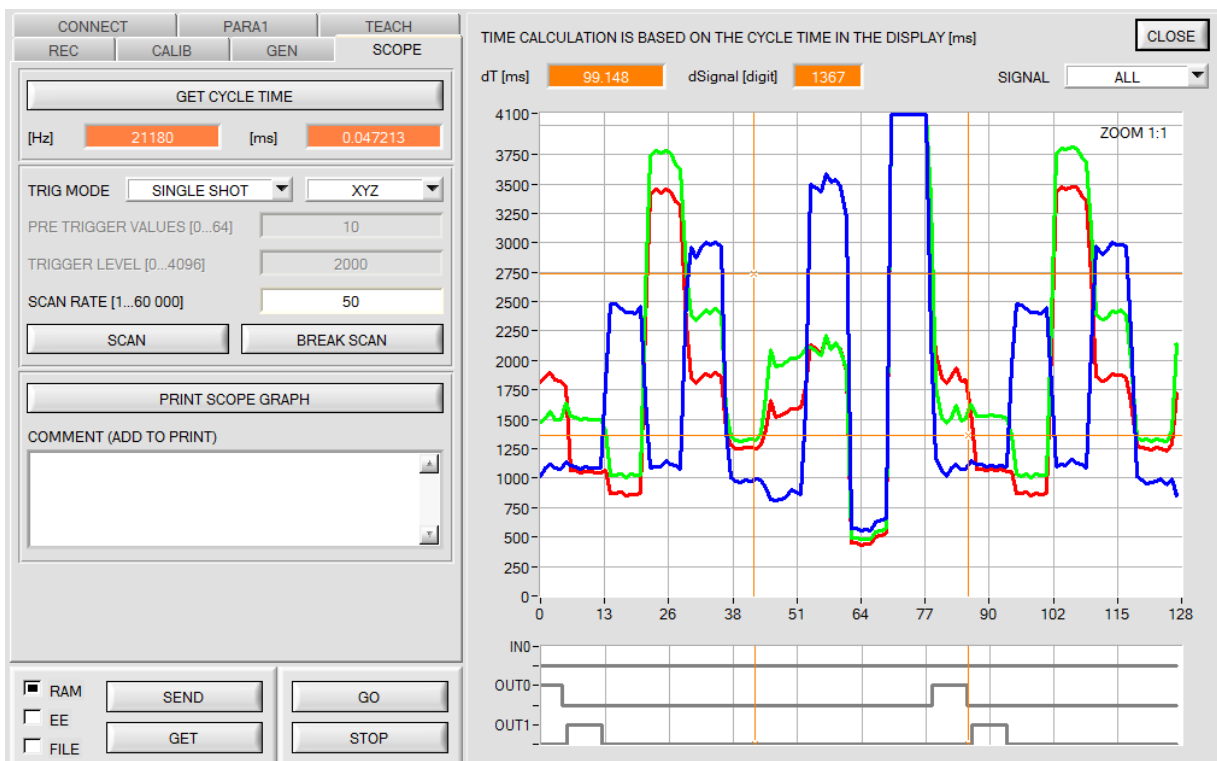 CONNECT PARA1 TEACH
REC CALIB GEN SCOPE
GET CYCLE TIME
[Hz] 21180 [ms] 0.047213
TRIG MODE SINGLE SHOT XYZ
PRE TRIGGER VALUES [0...64] 10
TRIGGER LEVEL [0...4096] 2000
SCAN RATE [1...60 000] 50
SCAN BREAK SCAN
PRINT SCOPE GRAPH
COMMENT (ADD TO PRINT)
RAM SEND GO
EE
GET STOP
FILE
TIME CALCULATION IS BASED ON THE CYCLE TIME IN THE DISPLAY [ms] CLOSE
dT [ms] 99.148 dSignal [digit] 1367 SIGNAL ALL
ZOOM 1:1
4100
3750
3500
3250
3000
2750
2500
2250
2000
1750
1500
1250
1000
750
500
250
0
0 13 26 38 51 64 77 90 102 115 128
IN0
OUT0
OUT1